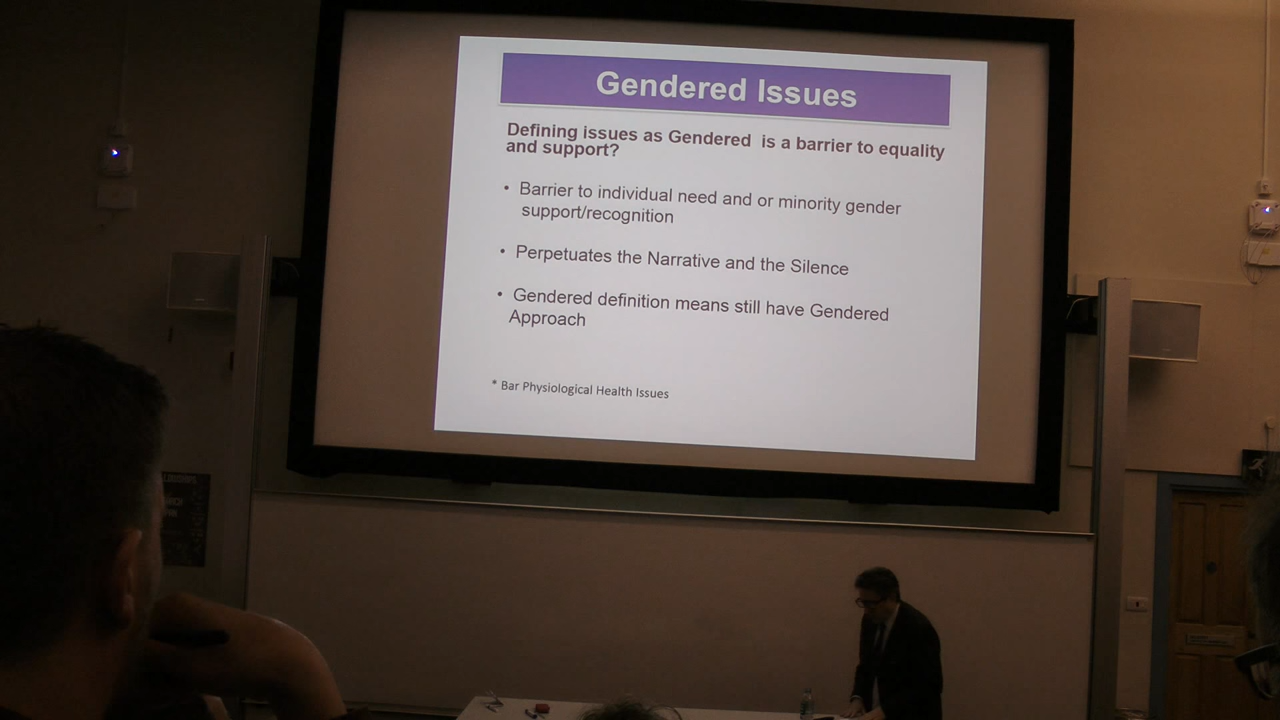 Gendered Issues
Defining issues as Gendered  is a barrier to equality
and support?
• Barrier to individual need and or minority gender
support/recognition
• Perpetuates the Narrative and the Silence
• Gendered definition means still have Gendered
Approach
* Bar Physiological Health Issues